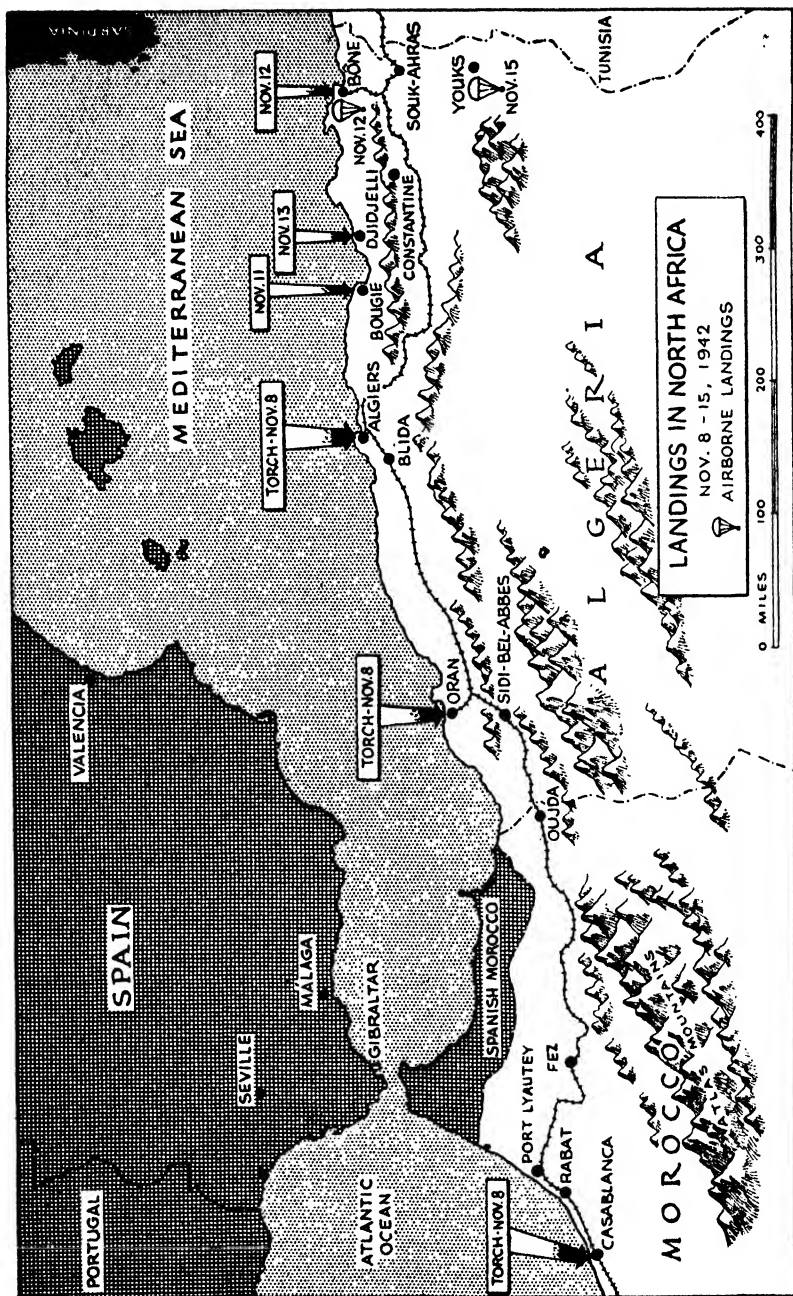 SARDINIA
MEDITERRANEAN SEA
NOV. 12
BÔNE
NOV. 12
SOUK-AHRAS
YOUKS
NOV. 15
TUNISIA
NOV. 13
DJIDJELLI
CONSTANTINE
NOV. 11
BOUGIE
TORCH-NOV. 8
ALGIERS
BLIDA
VALENCIA
TORCH-NOV. 8
ORAN
SIDI-BEL-ABBES
OUJDA
ALGERIA
SPAIN
MÁLAGA
SEVILLE
GIBRALTAR
PORTUGAL
ATLANTIC
OCEAN
SPANISH MOROCCO
FEZ
PORT LYAUTEY
RABAT
TORCH-NOV. 8
CASABLANCA
MOROCCO
ATLAS MOUNTAINS
LANDINGS IN NORTH AFRICA
NOV. 8 - 15, 1942
AIRBORNE LANDINGS
0 MILES 100 200 300 400